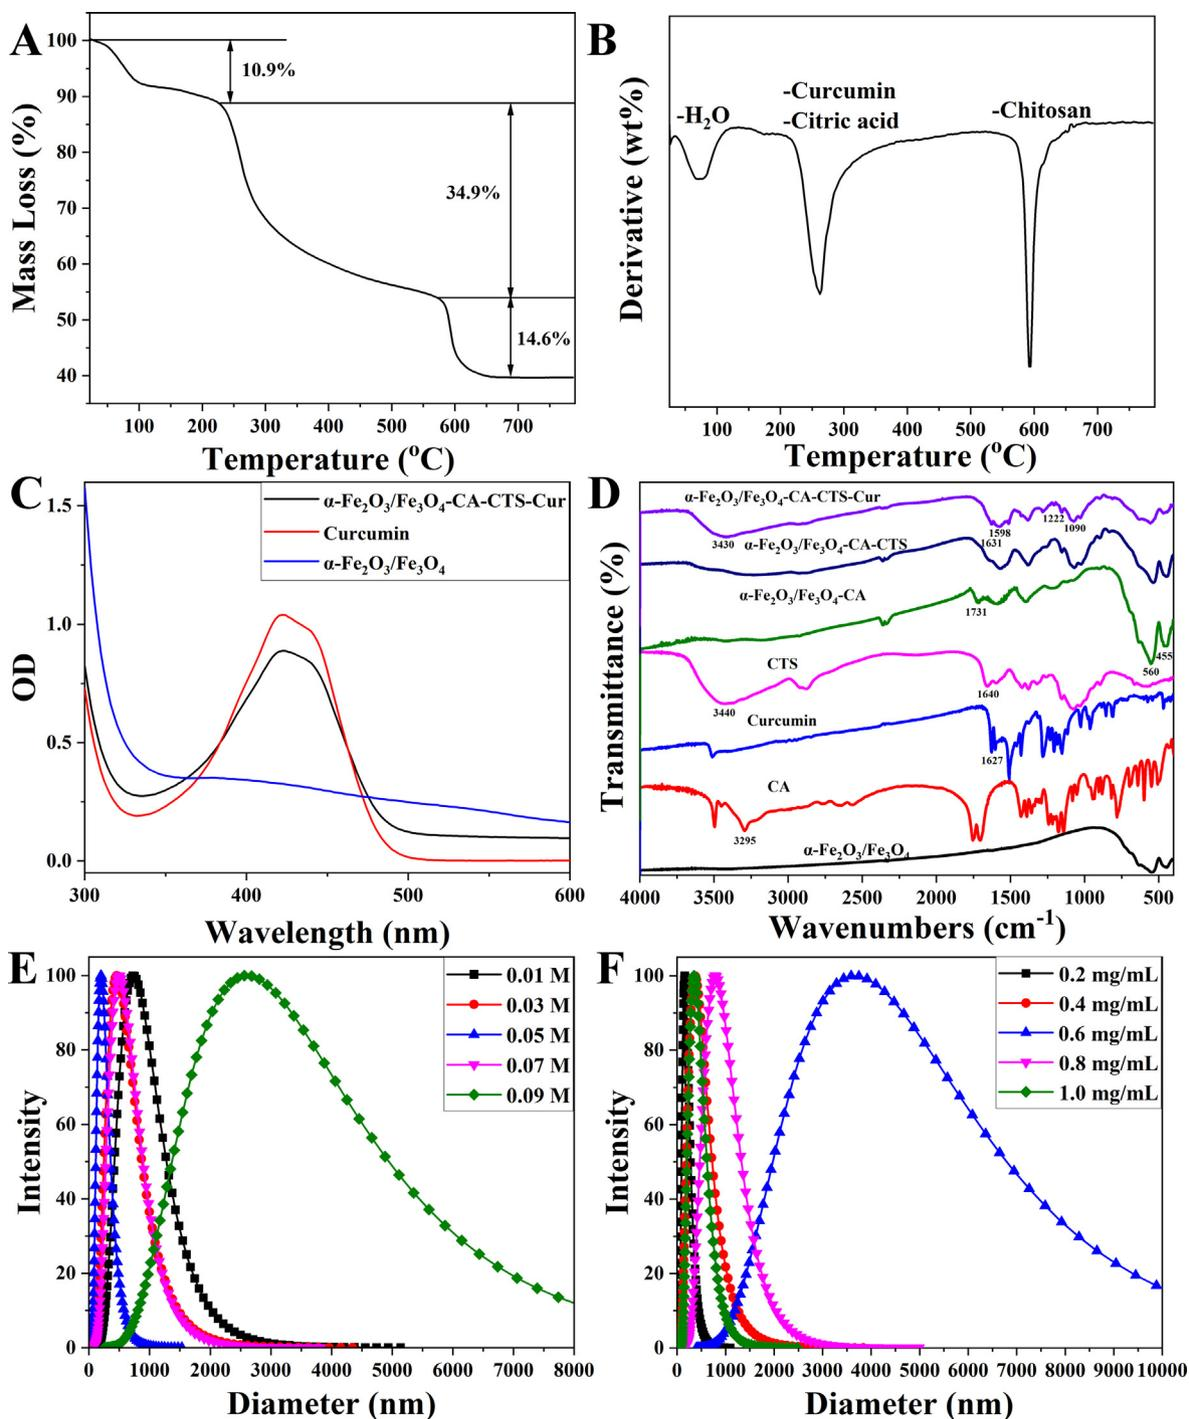 A
Mass Loss (%)
100
90
80
70
60
50
40
10.9%
34.9%
14.6%
100 200 300 400 500 600 700
Temperature (°C)
B
Derivative (wt%)
-H₂O
-Curcumin
-Citric acid
-Chitosan
100 200 300 400 500 600 700
Temperature (°C)
C
OD
1.5
1.0
0.5
0.0
α-Fe₂O₃/Fe₃O₄-CA-CTS-Cur
Curcumin
α-Fe₂O₃/Fe₃O₄
300 400 500 600
Wavelength (nm)
D
Transmittance (%)
α-Fe₂O₃/Fe₃O₄-CA-CTS-Cur
3430
1631
1598
1222
1090
α-Fe₂O₃/Fe₃O₄-CA-CTS
α-Fe₂O₃/Fe₃O₄-CA
1731
560
455
CTS
3440
1640
Curcumin
1627
CA
3295
α-Fe₂O₃/Fe₃O₄
4000 3500 3000 2500 2000 1500 1000 500
Wavenumbers (cm⁻¹)
E
Intensity
100
80
60
40
20
0
0.01 M
0.03 M
0.05 M
0.07 M
0.09 M
0 1000 2000 3000 4000 5000 6000 7000 8000
Diameter (nm)
F
Intensity
100
80
60
40
20
0
0.2 mg/mL
0.4 mg/mL
0.6 mg/mL
0.8 mg/mL
1.0 mg/mL
0 1000 2000 3000 4000 5000 6000 7000 8000 9000 10000
Diameter (nm)